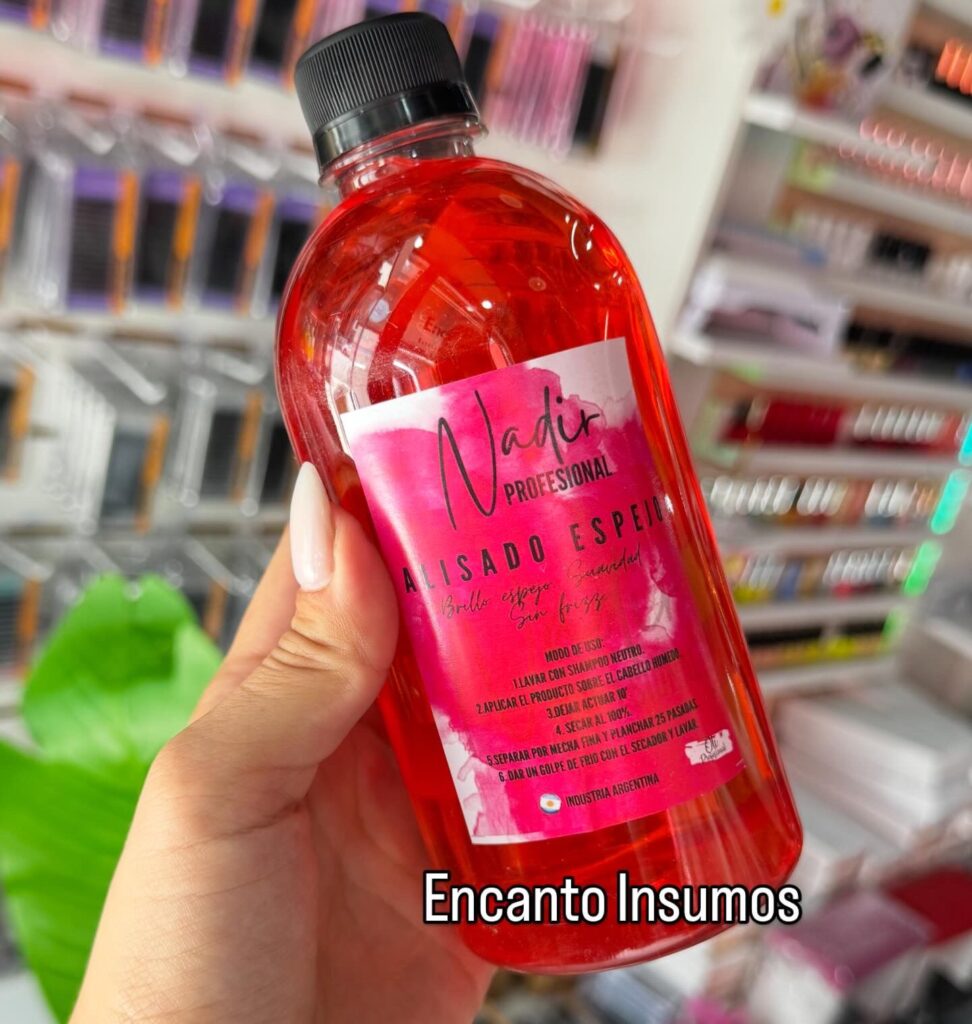 Nadir
PROFESIONAL
ALISADO ESPEJO
Brillo espejo Suavidad
Sin frizz
MODO DE USO:
1.LAVAR CON SHAMPOO NEUTRO.
2.APLICAR EL PRODUCTO SOBRE EL CABELLO HUMEDO
3.DEJAR ACTUAR 10'
4. SECAR AL 100%.
5.SEPARAR POR MECHA FINA Y PLANCHAR 25 PASADAS
6. DAR UN GOLPE DE FRIO CON EL SECADOR Y LAVAR
INDUSTRIA ARGENTINA
Encanto Insumos